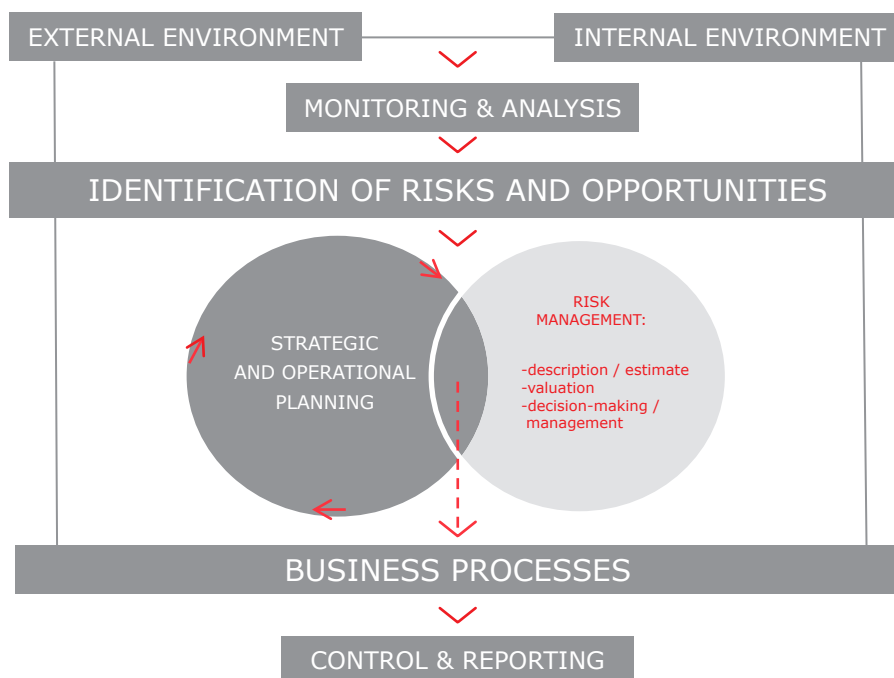 EXTERNAL ENVIRONMENT
INTERNAL ENVIRONMENT
MONITORING & ANALYSIS
IDENTIFICATION OF RISKS AND OPPORTUNITIES
STRATEGIC
AND OPERATIONAL
PLANNING
RISK
MANAGEMENT:
-description / estimate
-valuation
-decision-making /
management
BUSINESS PROCESSES
CONTROL & REPORTING